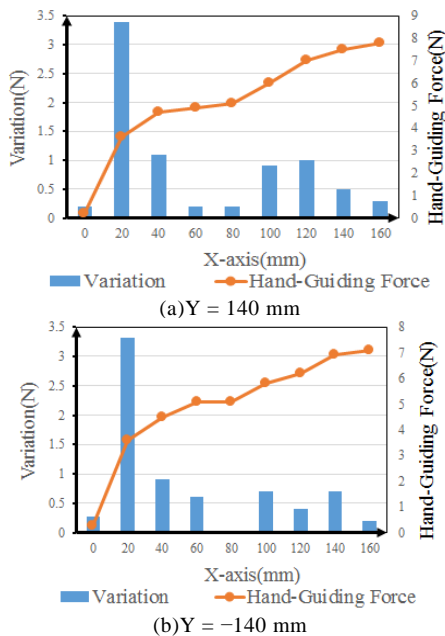 3.5
3
2.5
2
1.5
1
0.5
0
9
8
7
6
5
4
3
2
1
0
Variation(N)
Hand-Guiding Force(N)
0 20 40 60 80 100 120 140 160
X-axis(mm)
Variation Hand-Guiding Force
(a)Y = 140 mm
3.5
3
2.5
2
1.5
1
0.5
0
8
7
6
5
4
3
2
1
0
Variation(N)
Hand-Guiding Force(N)
0 20 40 60 80 100 120 140 160
X-axis(mm)
Variation Hand-Guiding Force
(b)Y = −140 mm